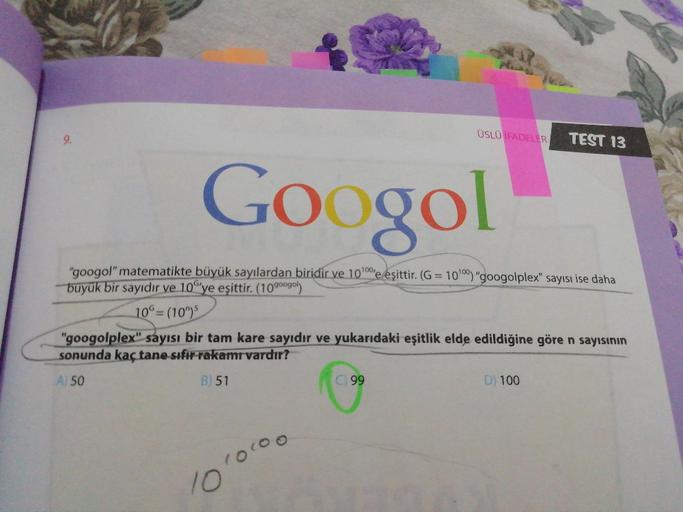 ÜSLÜ İFADELER TEST 13
9.
Googol
"googol" matematikte büyük sayılardan biridir ve 10¹⁰⁰'e eşittir. (G = 10¹⁰⁰) "googolplex" sayısı ise daha
büyük bir sayıdır ve 10ᴳ'ye eşittir. (10ᵍᵒᵒᵍᵒˡ)
10ᴳ = (10ⁿ)⁵
"googolplex" sayısı bir tam kare sayıdır ve yukarıdaki eşitlik elde edildiğine göre n sayısının
sonunda kaç tane sıfır rakamı vardır?
A) 50 B) 51 C) 99 D) 100
10¹⁰¹⁰⁰